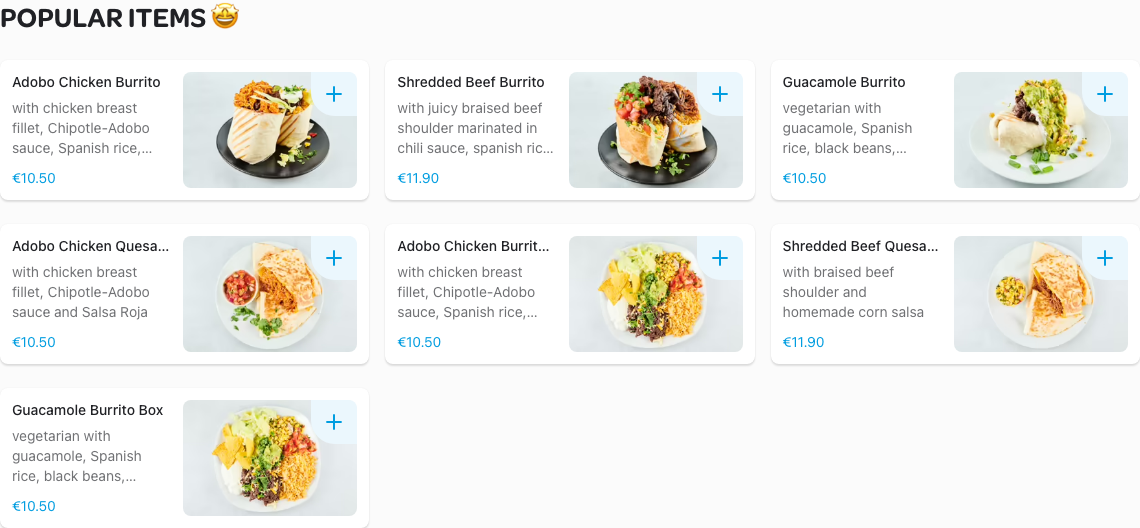 POPULAR ITEMS 🤩
Adobo Chicken Burrito
with chicken breast
fillet, Chipotle-Adobo
sauce, Spanish rice,...
€10.50
Shredded Beef Burrito
with juicy braised beef
shoulder marinated in
chili sauce, spanish ric...
€11.90
Guacamole Burrito
vegetarian with
guacamole, Spanish
rice, black beans,...
€10.50
Adobo Chicken Quesa...
with chicken breast
fillet, Chipotle-Adobo
sauce and Salsa Roja
€10.50
Adobo Chicken Burrit...
with chicken breast
fillet, Chipotle-Adobo
sauce, Spanish rice,...
€10.50
Shredded Beef Quesa...
with braised beef
shoulder and
homemade corn salsa
€11.90
Guacamole Burrito Box
vegetarian with
guacamole, Spanish
rice, black beans,...
€10.50